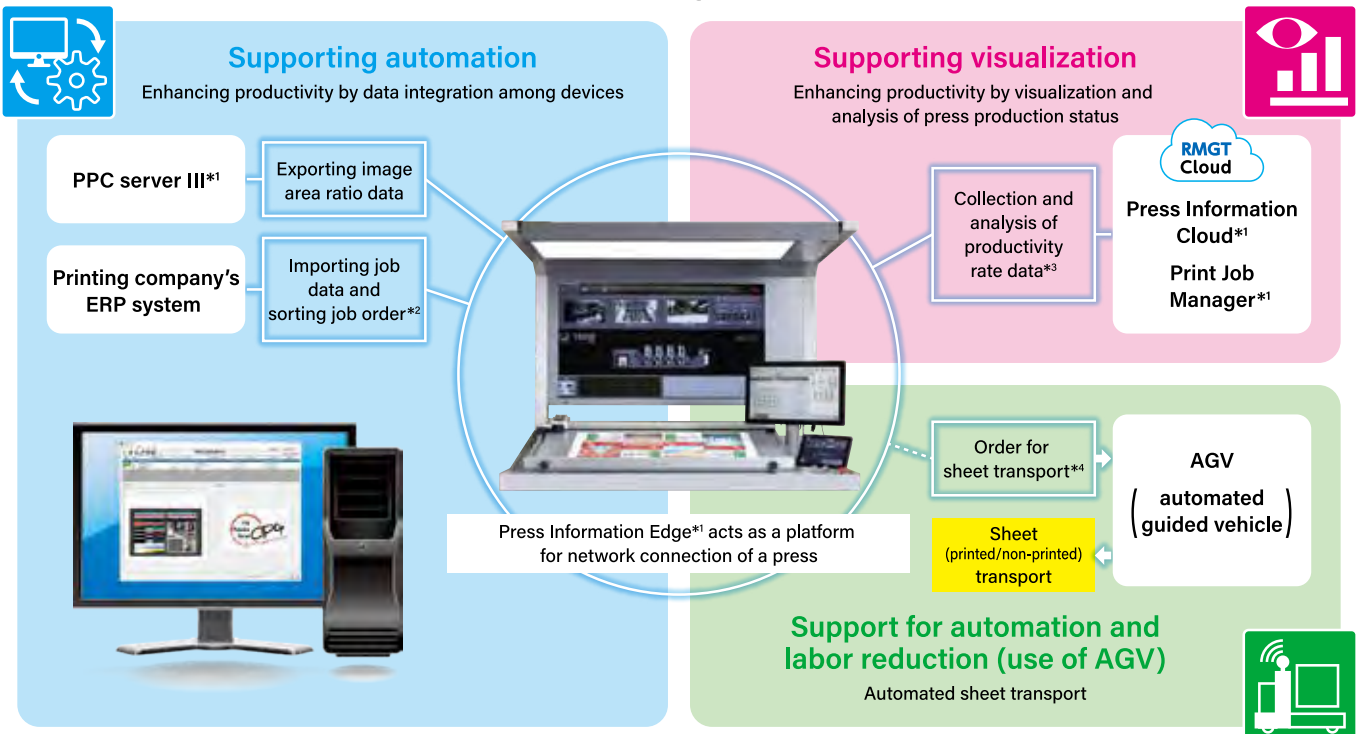 Supporting automation
Enhancing productivity by data integration among devices
PPC server III*1
Exporting image
area ratio data
Printing company's
ERP system
Importing job
data and
sorting job order*2
Supporting visualization
Enhancing productivity by visualization and
analysis of press production status
Collection and
analysis of
productivity
rate data*3
RMGT
Cloud
Press Information
Cloud*1
Print Job
Manager*1
Press Information Edge*1 acts as a platform
for network connection of a press
Order for
sheet transport*4
AGV
(automated
guided vehicle)
Sheet
(printed/non-printed)
transport
Support for automation and
labor reduction (use of AGV)
Automated sheet transport